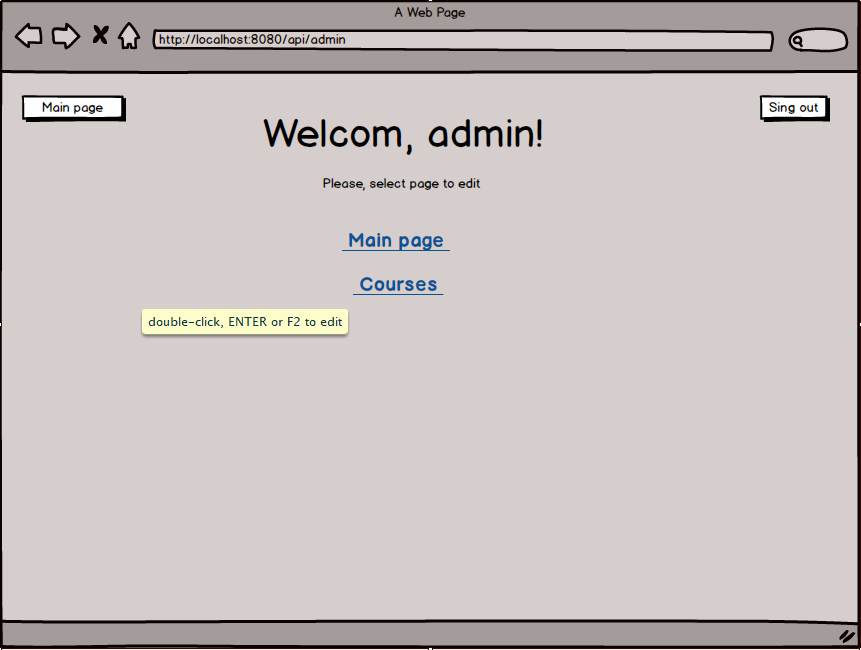 A Web Page
http://localhost:8080/api/admin
Main page
Sing out
Welcom, admin!
Please, select page to edit
Main page
Courses
double-click, ENTER or F2 to edit